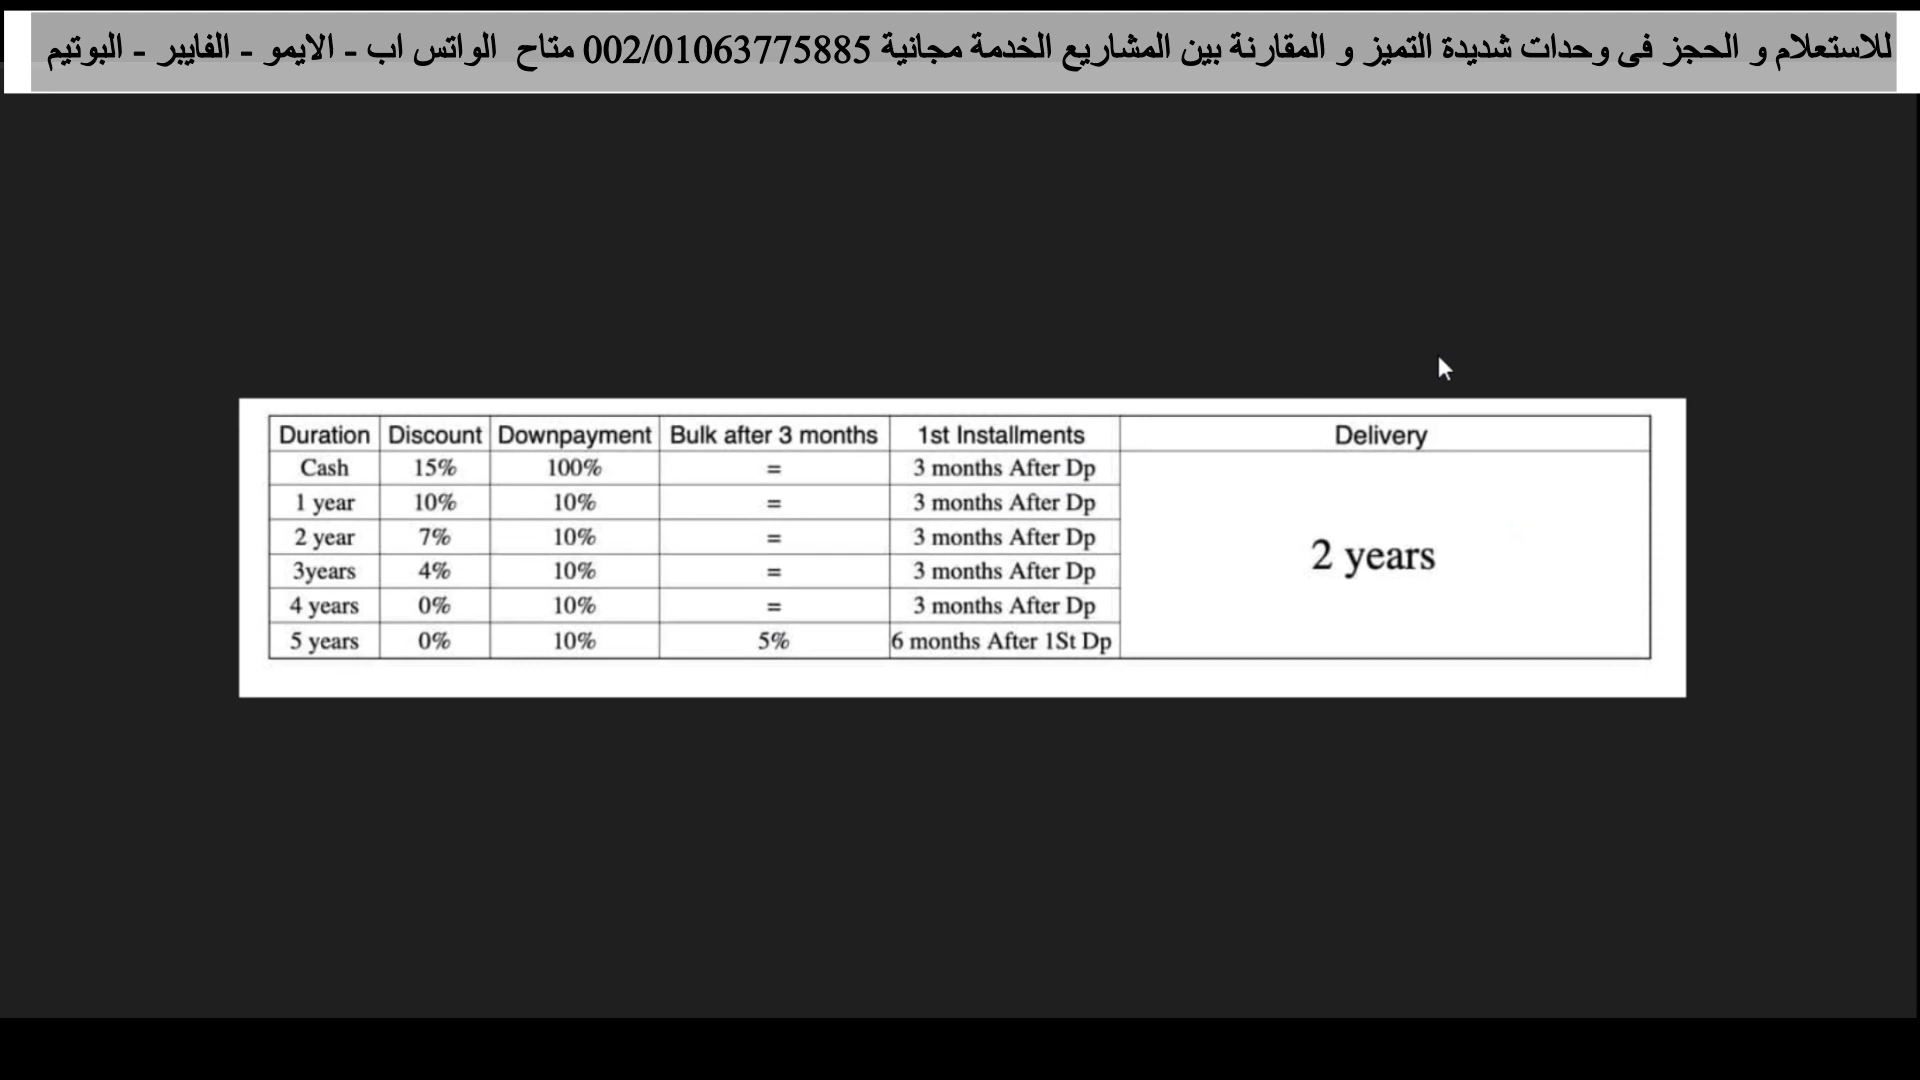 للاستعلام و الحجز فى وحدات شديدة التميز و المقارنة بين المشاريع الخدمة مجانية 002/01063775885 متاح الواتس اب - الايمو - الفايبر - البوتيم
Duration Discount Downpayment Bulk after 3 months 1st Installments Delivery
Cash 15% 100% = 3 months After Dp
1 year 10% 10% = 3 months After Dp
2 year 7% 10% = 3 months After Dp
2 years
3years 4% 10% = 3 months After Dp
4 years 0% 10% = 3 months After Dp
5 years 0% 10% 5% 6 months After 1St Dp